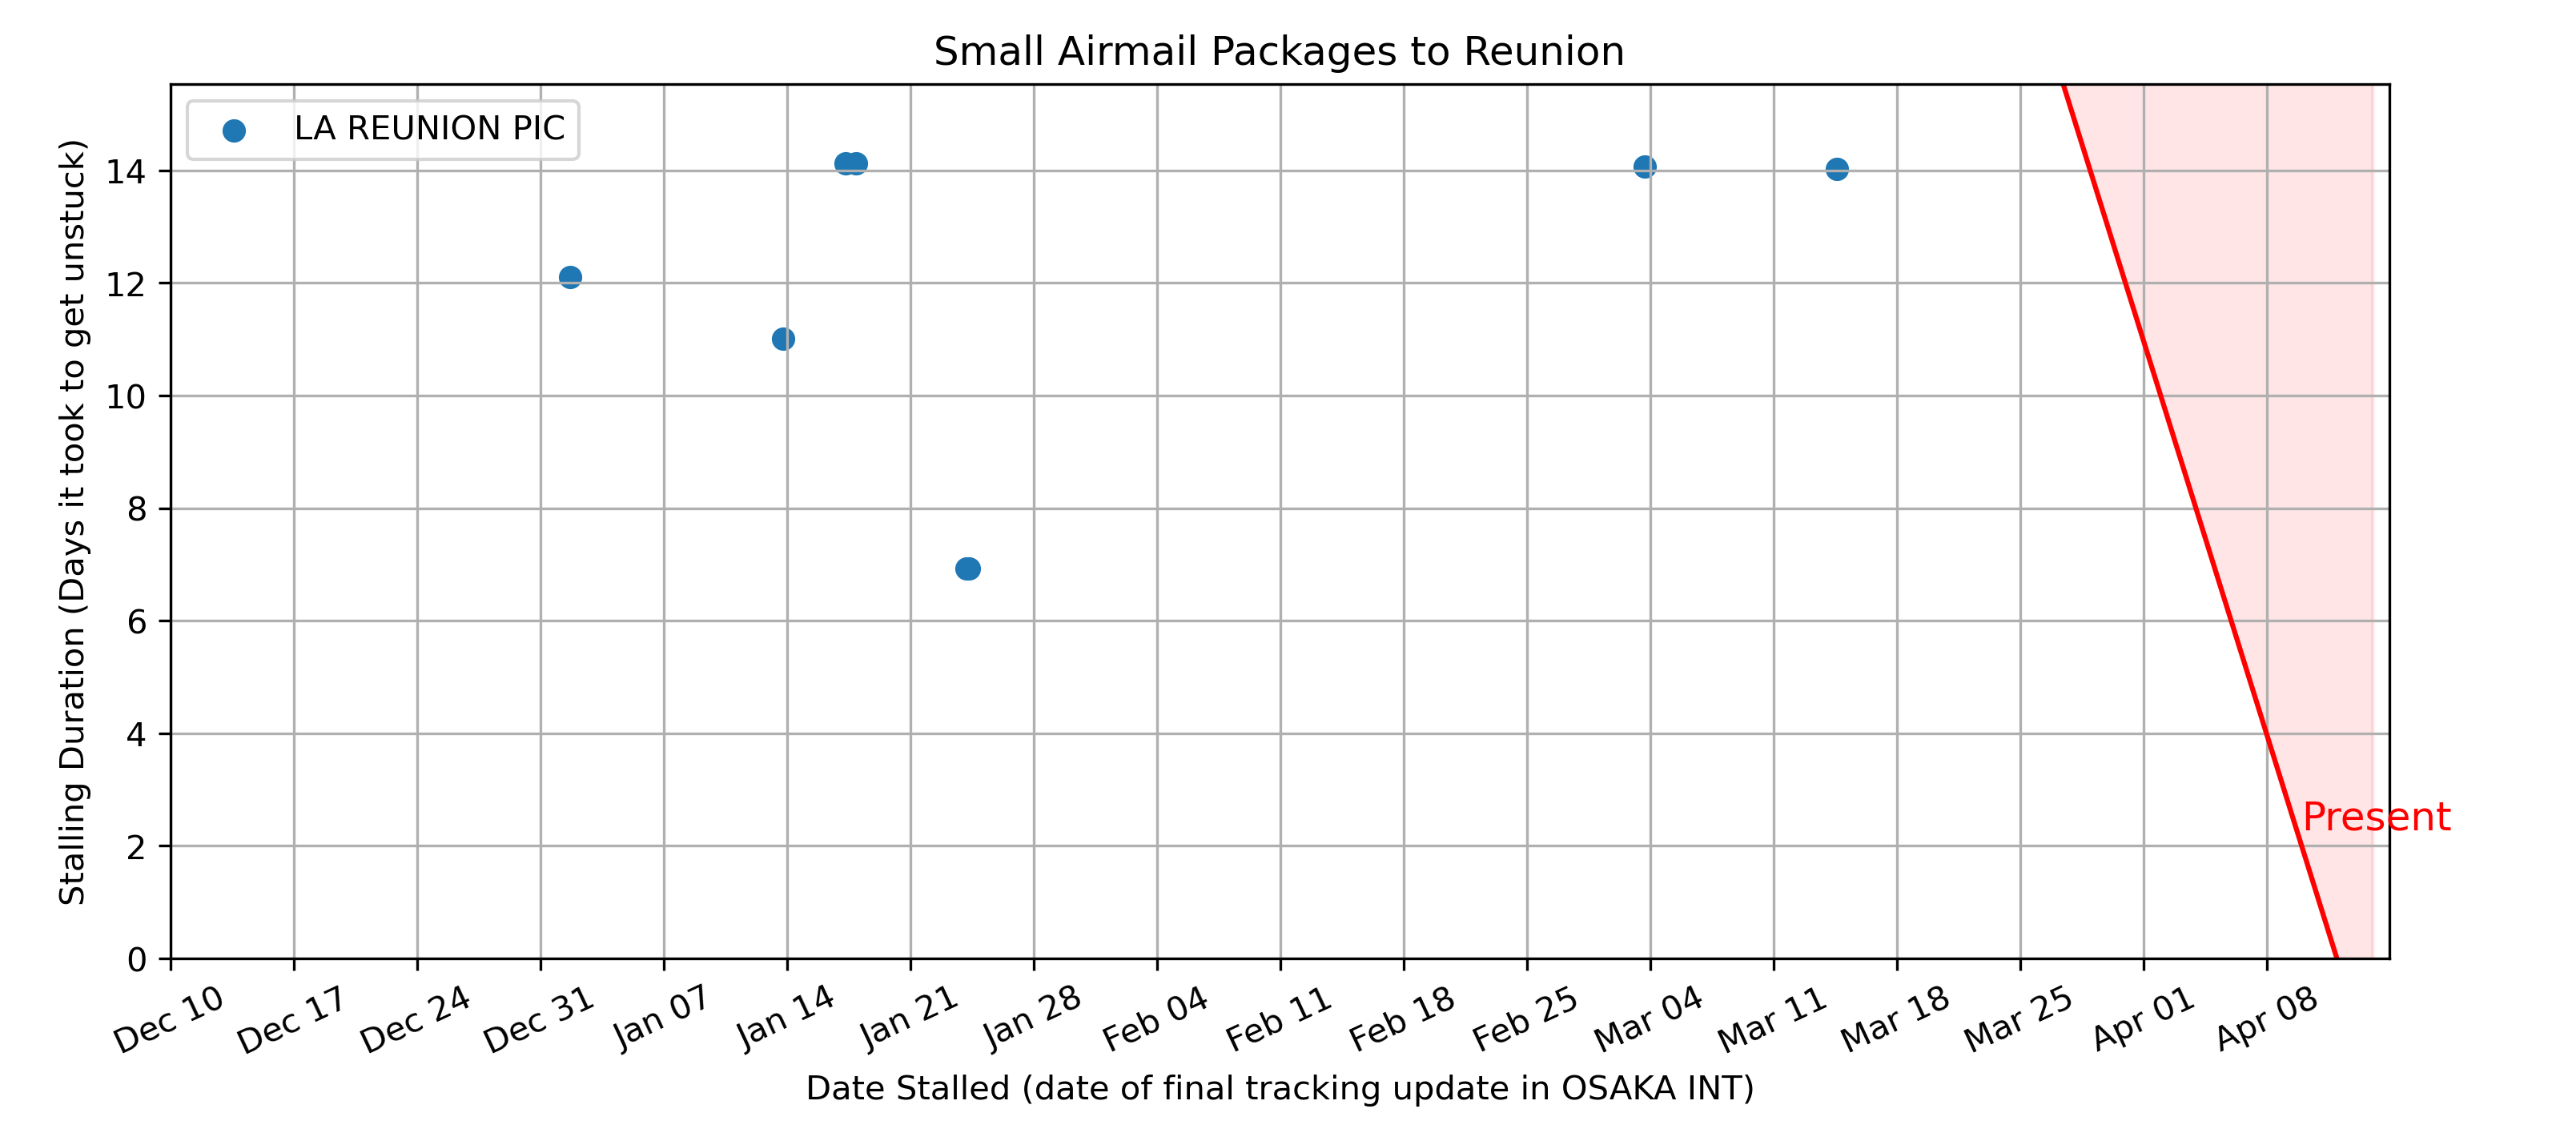 Small Airmail Packages to Reunion
LA REUNION PIC
Stalling Duration (Days it took to get unstuck)
14
12
10
8
6
4
2
0
Present
Dec 10
Dec 17
Dec 24
Dec 31
Jan 07
Jan 14
Jan 21
Jan 28
Feb 04
Feb 11
Feb 18
Feb 25
Mar 04
Mar 11
Mar 18
Mar 25
Apr 01
Apr 08
Date Stalled (date of final tracking update in OSAKA INT)